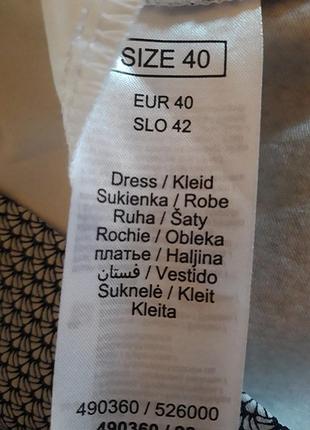 SIZE 40
EUR 40
SLO 42
Dress / Kleid
Sukienka / Robe
Ruha / Šaty
Rochie / Obleka
платье / Haljina
فستان / Vestido
Suknelė / Kleit
Kleita
490360 / 526000